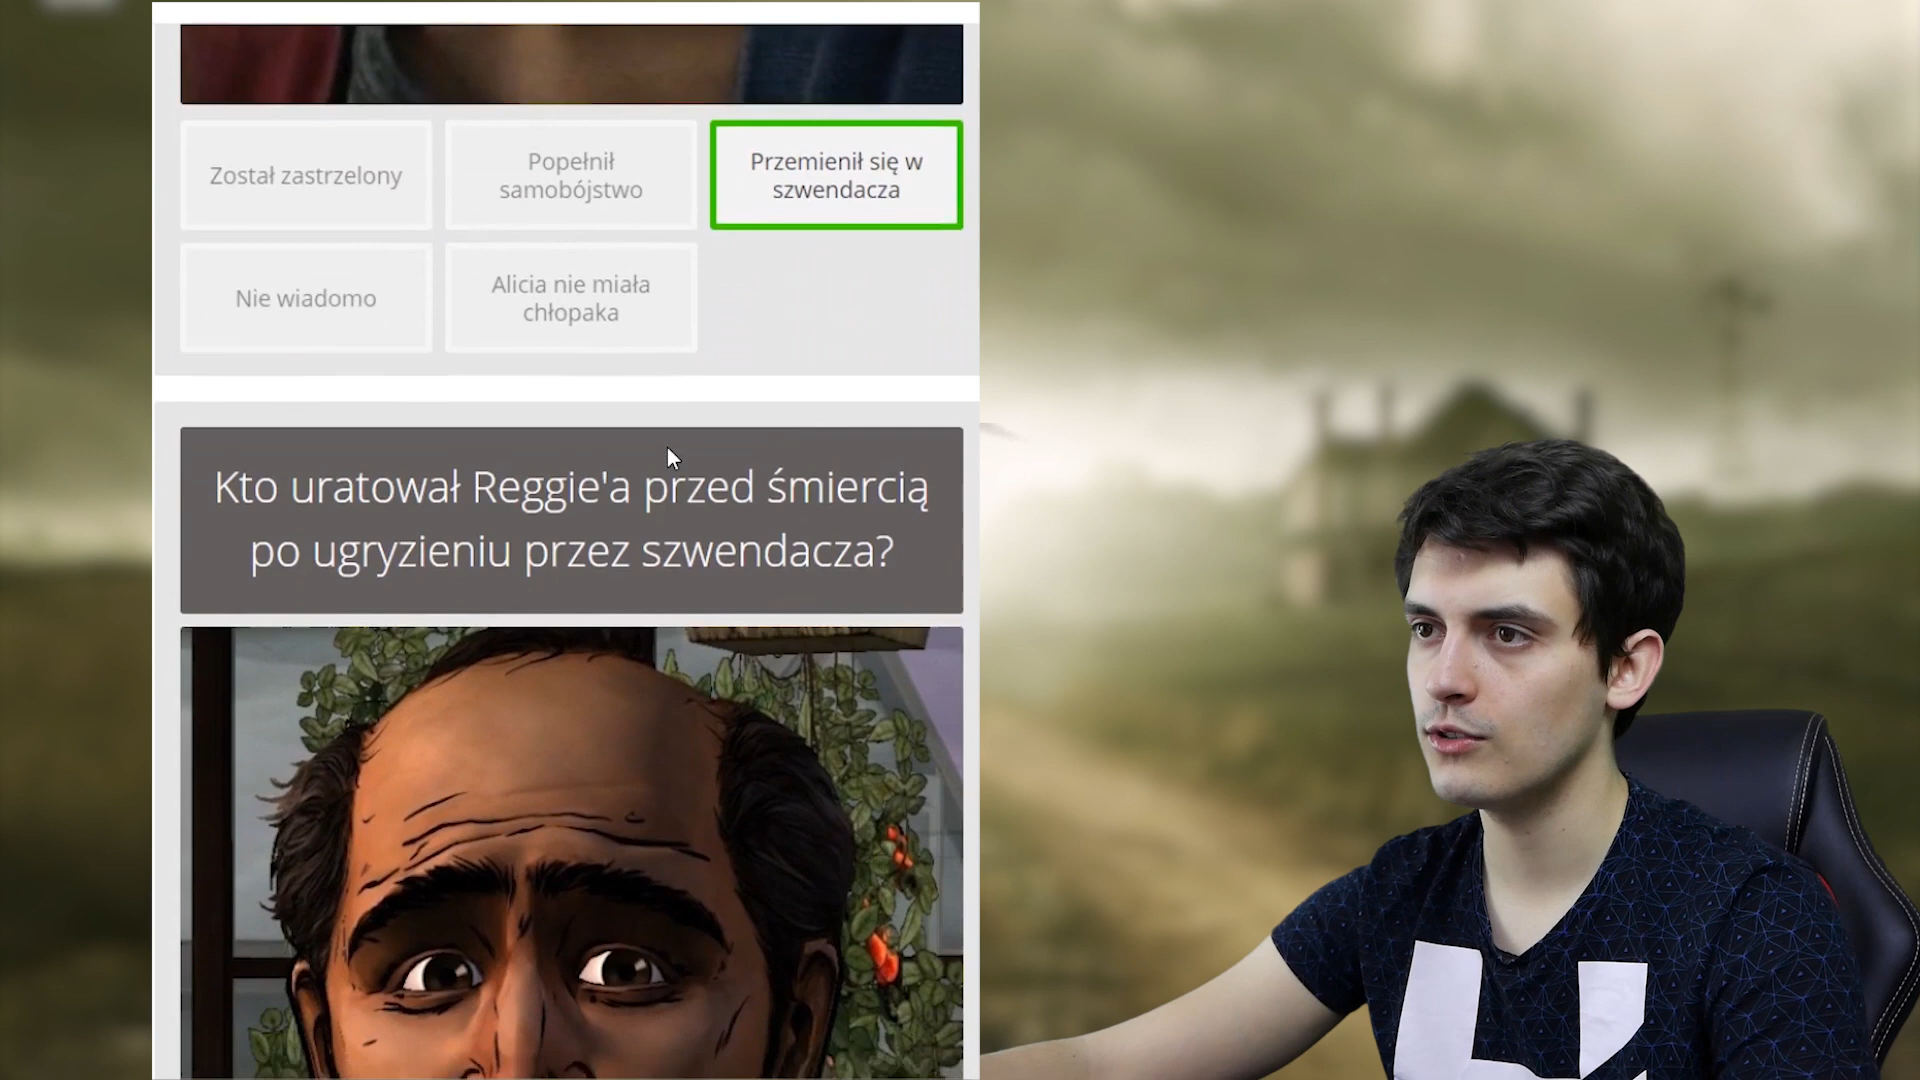 Został zastrzelony
Popełnił
samobójstwo
Przemienił się w
szwendacza
Nie wiadomo
Alicia nie miała
chłopaka
Kto uratował Reggie'a przed śmiercią
po ugryzieniu przez szwendacza?